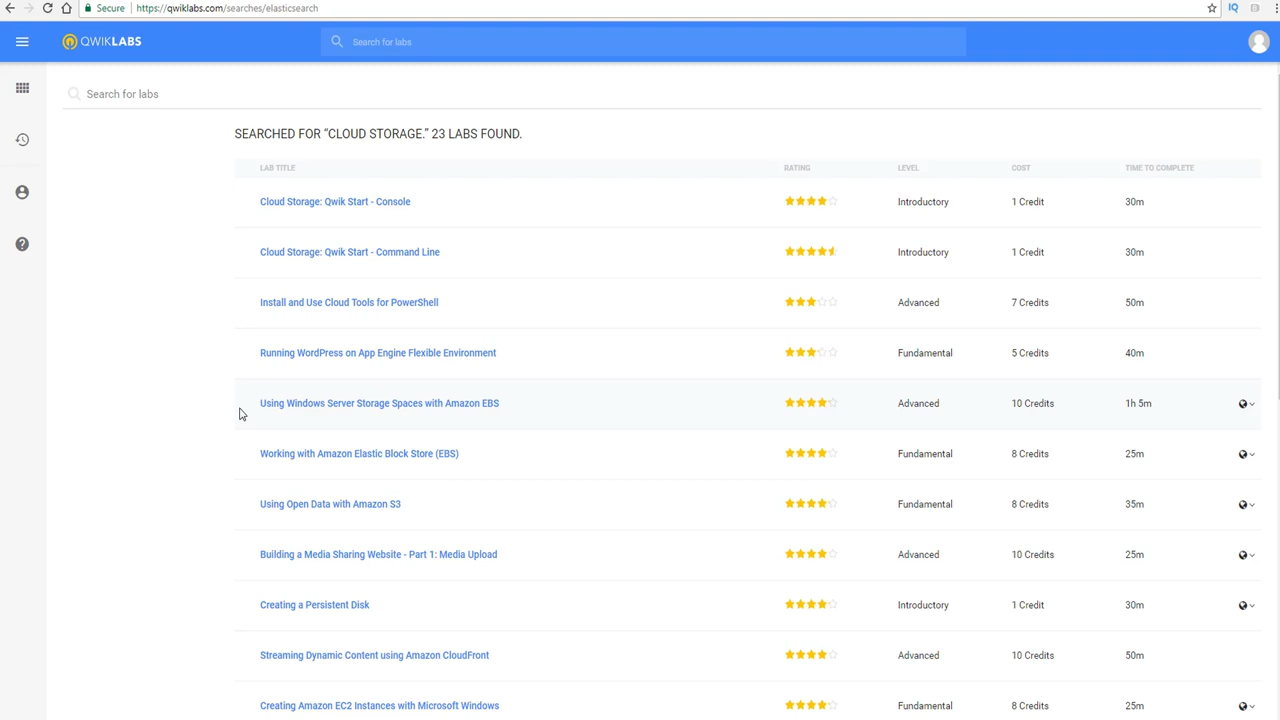 Secure https://qwiklabs.com/searches/elasticsearch
IQ
QWIKLABS
Search for labs
Search for labs
SEARCHED FOR “CLOUD STORAGE.” 23 LABS FOUND.
LAB TITLE RATING LEVEL COST TIME TO COMPLETE
Cloud Storage: Qwik Start - Console Introductory 1 Credit 30m
Cloud Storage: Qwik Start - Command Line Introductory 1 Credit 30m
Install and Use Cloud Tools for PowerShell Advanced 7 Credits 50m
Running WordPress on App Engine Flexible Environment Fundamental 5 Credits 40m
Using Windows Server Storage Spaces with Amazon EBS Advanced 10 Credits 1h 5m
Working with Amazon Elastic Block Store (EBS) Fundamental 8 Credits 25m
Using Open Data with Amazon S3 Fundamental 8 Credits 35m
Building a Media Sharing Website - Part 1: Media Upload Advanced 10 Credits 25m
Creating a Persistent Disk Introductory 1 Credit 30m
Streaming Dynamic Content using Amazon CloudFront Advanced 10 Credits 50m
Creating Amazon EC2 Instances with Microsoft Windows Fundamental 8 Credits 25m